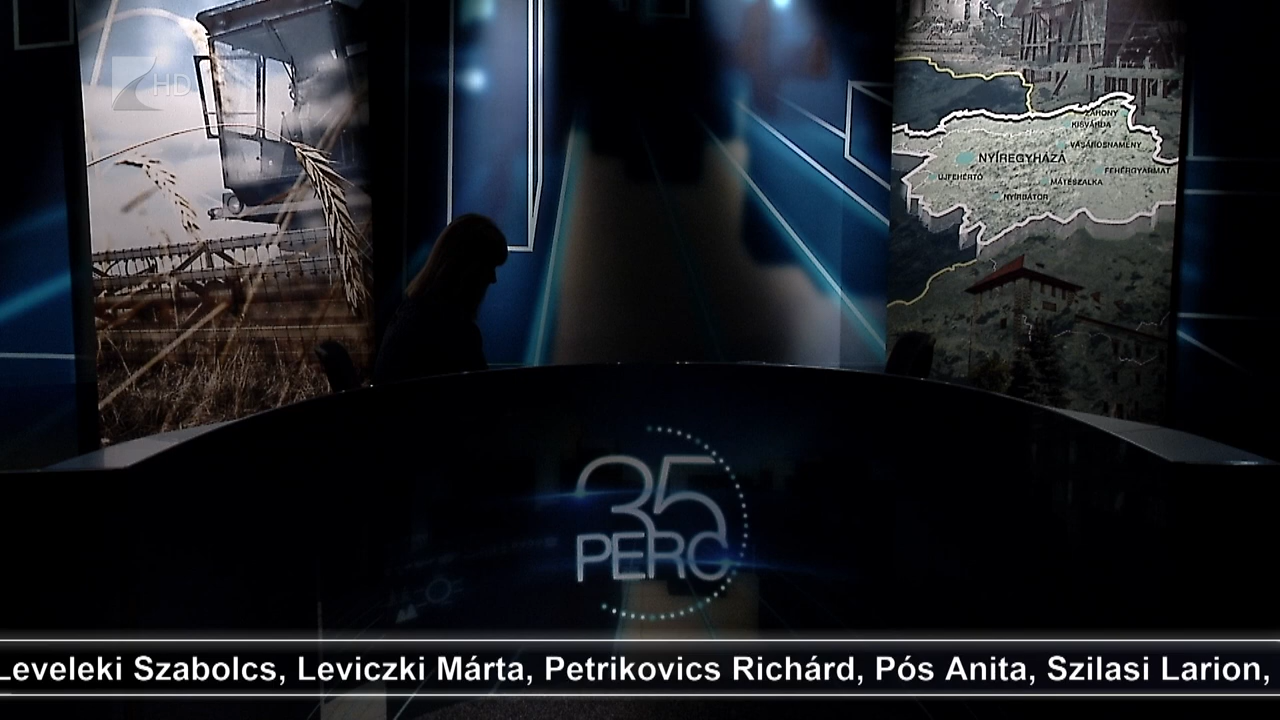 HD
ZÁHONY
KISVÁRDA
VÁSÁROSNAMÉNY
NYÍREGYHÁZA
FEHÉRGYARMAT
ÚJFEHÉRTÓ
MÁTÉSZALKA
NYÍRBÁTOR
35
PERC
Leveleki Szabolcs, Leviczki Márta, Petrikovics Richárd, Pós Anita, Szilasi Larion,